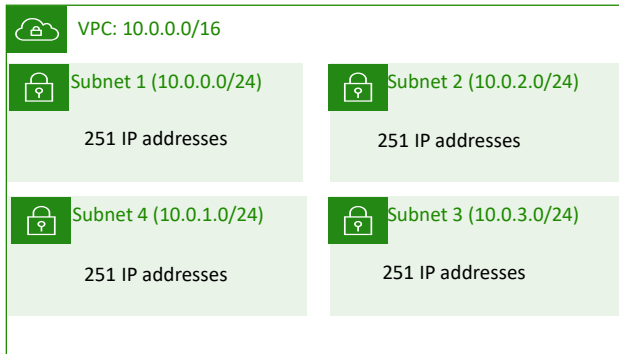 VPC: 10.0.0.0/16
Subnet 1 (10.0.0.0/24)
251 IP addresses
Subnet 2 (10.0.2.0/24)
251 IP addresses
Subnet 4 (10.0.1.0/24)
251 IP addresses
Subnet 3 (10.0.3.0/24)
251 IP addresses